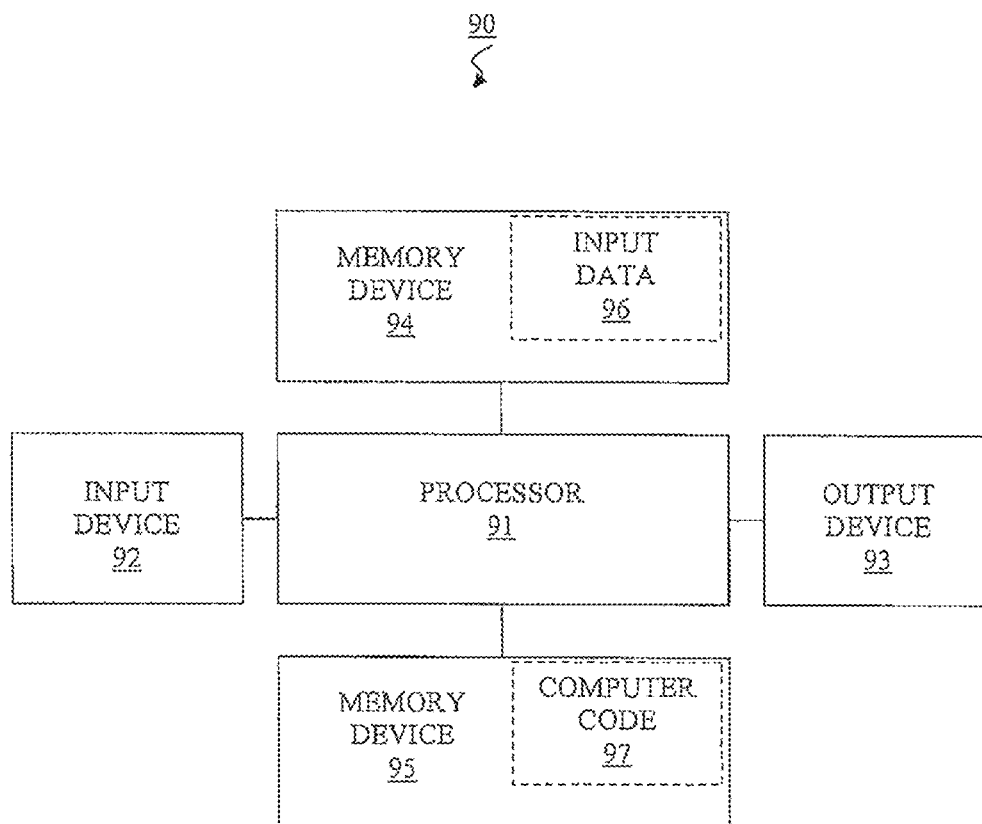 90
MEMORY
DEVICE
94
INPUT
DATA
96
INPUT
DEVICE
92
PROCESSOR
91
OUTPUT
DEVICE
93
MEMORY
DEVICE
95
COMPUTER
CODE
97